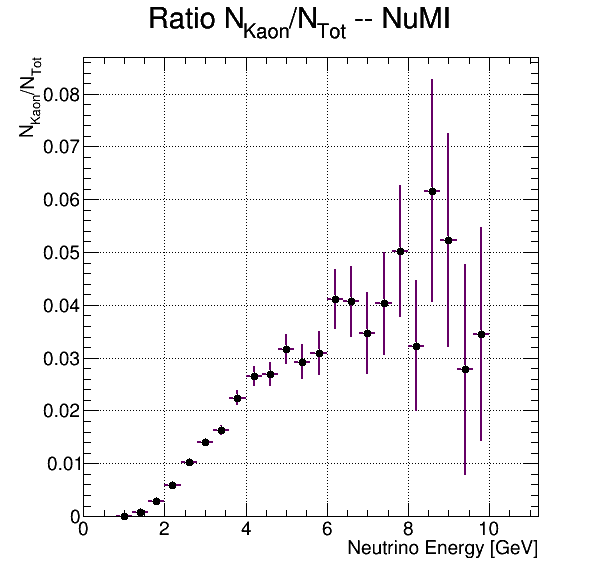 Ratio N_Kaon/N_Tot -- NuMI
N_Kaon/N_Tot
0.08
0.07
0.06
0.05
0.04
0.03
0.02
0.01
0
0 2 4 6 8 10
Neutrino Energy [GeV]